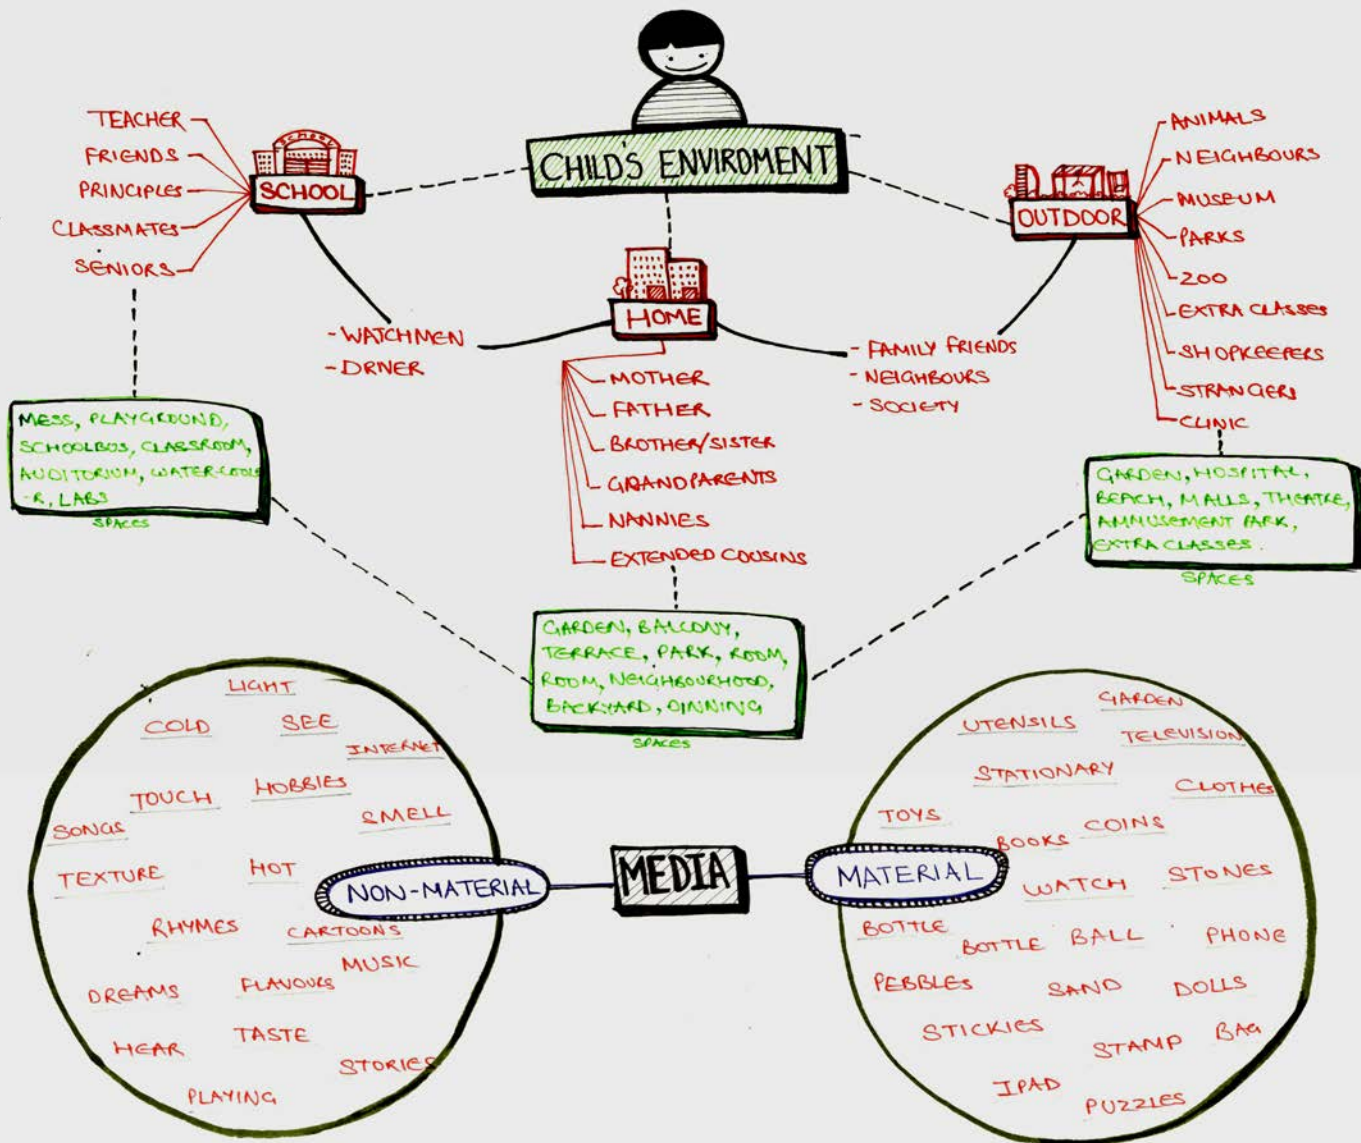 CHILD'S ENVIRDMENT
SCHOOL
SCHOOL
TEACHER
FRIENDS
PRINCIPLES
CLASSMATES
SENIORS
OUTDOOR
ANIMALS
NEIGHBOURS
MUSEUM
PARKS
ZOO
EXTRA CLASSES
SHOPKEEPERS
STRANGERS
CLINIC
HOME
- WATCHMEN
- DRIVER
- FAMILY FRIENDS
- NEIGHBOURS
- SOCIETY
MOTHER
FATHER
BROTHER/SISTER
GRANDPARENTS
NANNIES
EXTENDED COUSINS
MESS, PLAYGROUND,
SCHOOLBUS, CLASSROOM,
AUDITORIUM, WATER-COOLE
-R, LABS
SPACES
GARDEN, HOSPITAL,
BEACH, MALLS, THEATRE,
AMMUSEMENT PARK,
EXTRA CLASSES.
SPACES
GARDEN, BALCONY,
TERRACE, PARK, ROOM,
ROOM, NEIGHBOURHOOD,
BACKYARD, DINNING
SPACES
MEDIA
NON-MATERIAL
LIGHT
COLD
SEE
INTERNET
TOUCH
HOBBIES
SMELL
SONGS
TEXTURE
HOT
RHYMES
CARTOONS
MUSIC
DREAMS
FLAVOURS
HEAR
TASTE
STORIES
PLAYING
MATERIAL
GARDEN
UTENSILS
TELEVISION
STATIONARY
CLOTHES
TOYS
BOOKS
COINS
WATCH
STONES
BOTTLE
BOTTLE
BALL
PHONE
PEBBLES
SAND
DOLLS
STICKIES
STAMP
BAG
IPAD
PUZZLES